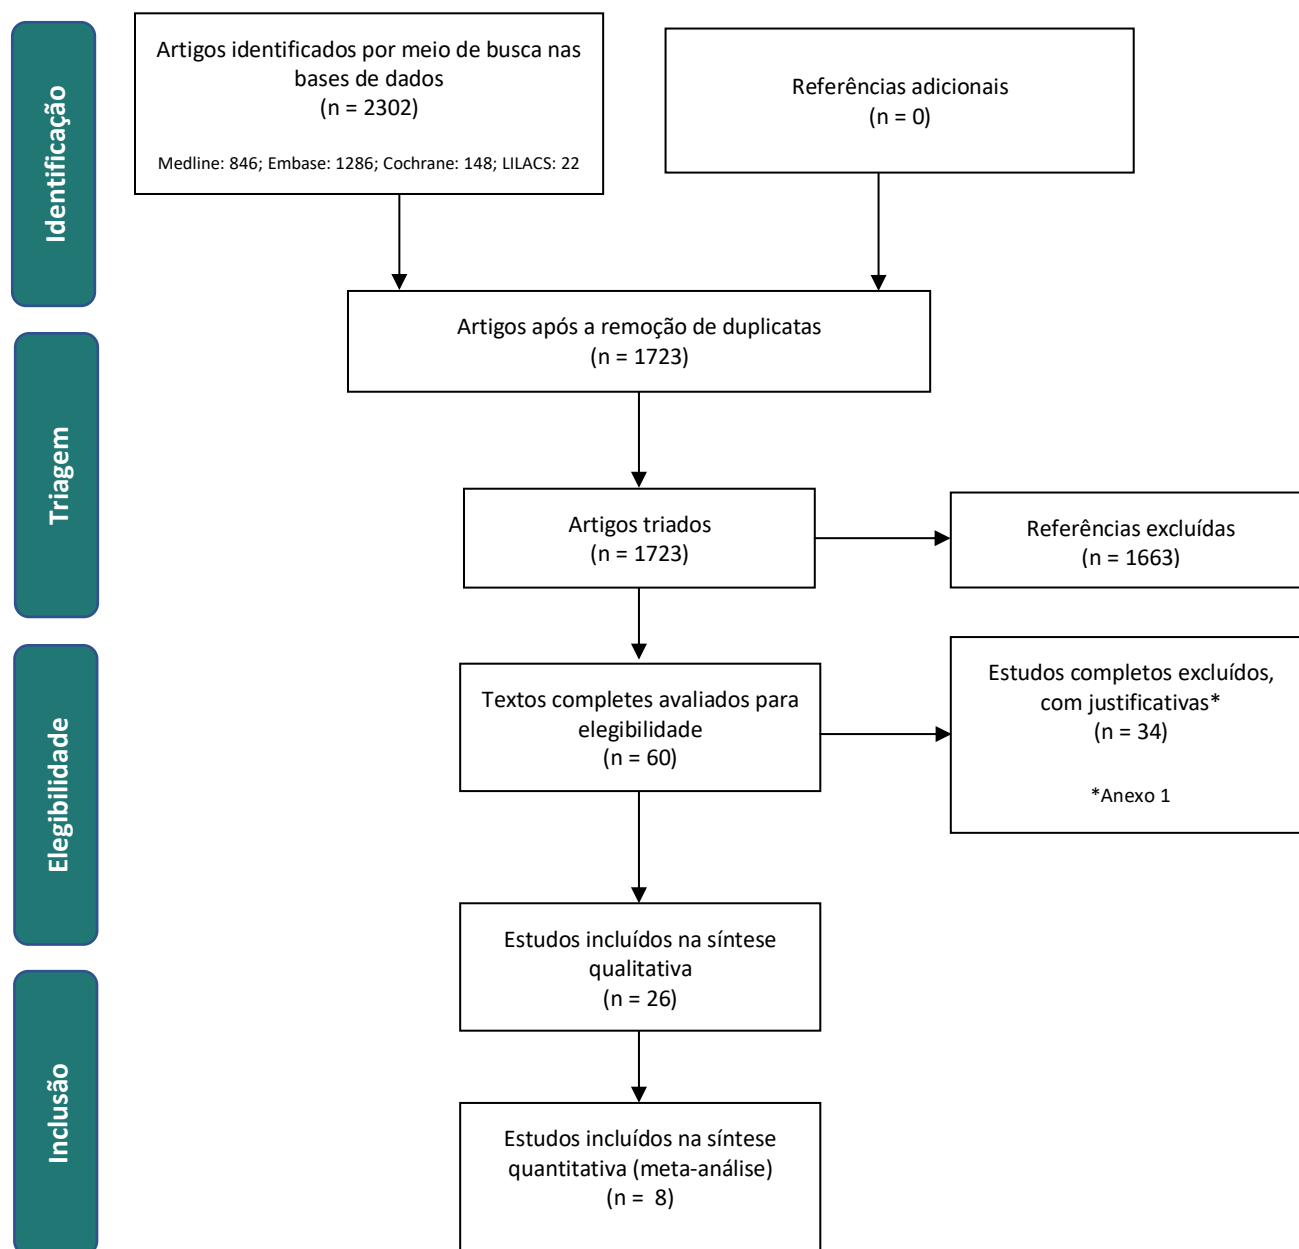 Identificação
Artigos identificados por meio de busca nas
bases de dados
(n = 2302)
Medline: 846; Embase: 1286; Cochrane: 148; LILACS: 22
Referências adicionais
(n = 0)
Artigos após a remoção de duplicatas
(n = 1723)
Triagem
Artigos triados
(n = 1723)
Referências excluídas
(n = 1663)
Elegibilidade
Textos completes avaliados para
elegibilidade
(n = 60)
Estudos completos excluídos,
com justificativas*
(n = 34)
*Anexo 1
Estudos incluídos na síntese
qualitativa
(n = 26)
Inclusão
Estudos incluídos na síntese
quantitativa (meta-análise)
(n = 8)